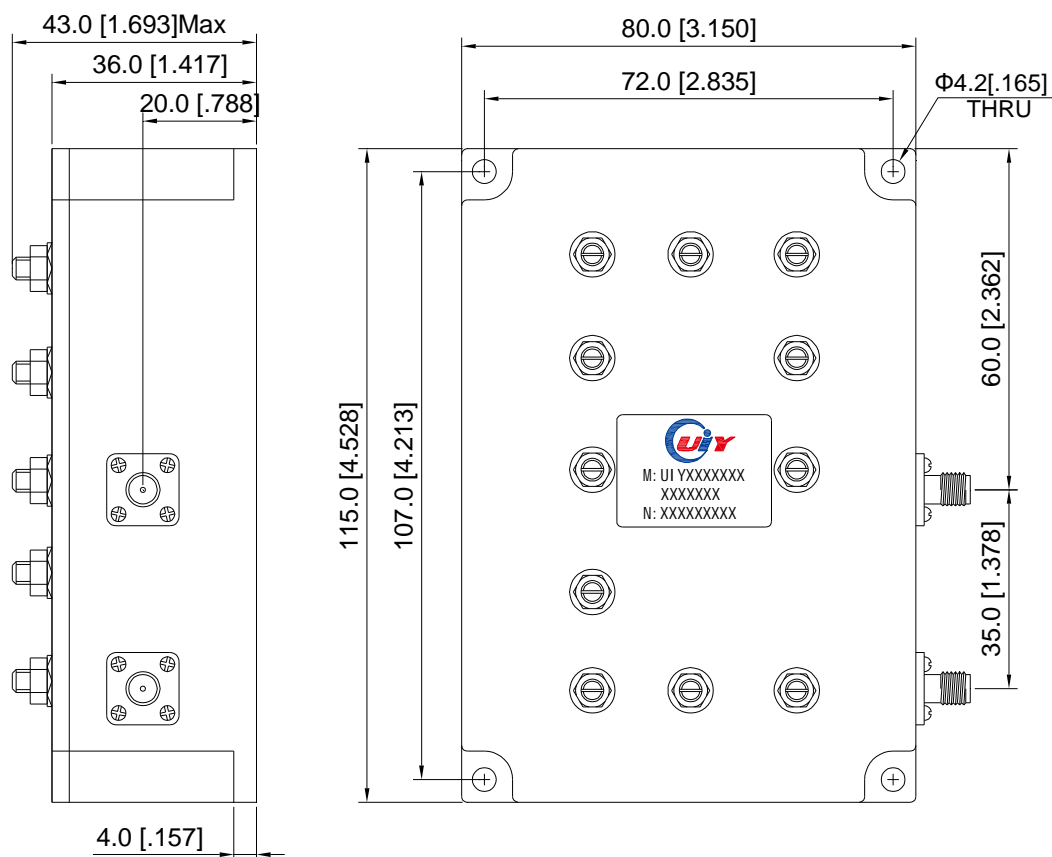 43.0 [1.693]Max
36.0 [1.417]
20.0 [.788]
80.0 [3.150]
72.0 [2.835]
Φ4.2[.165]
THRU
115.0 [4.528]
107.0 [4.213]
60.0 [2.362]
35.0 [1.378]
UiY
M: UIYXXXXXXX
XXXXXXX
N: XXXXXXXXX
4.0 [.157]